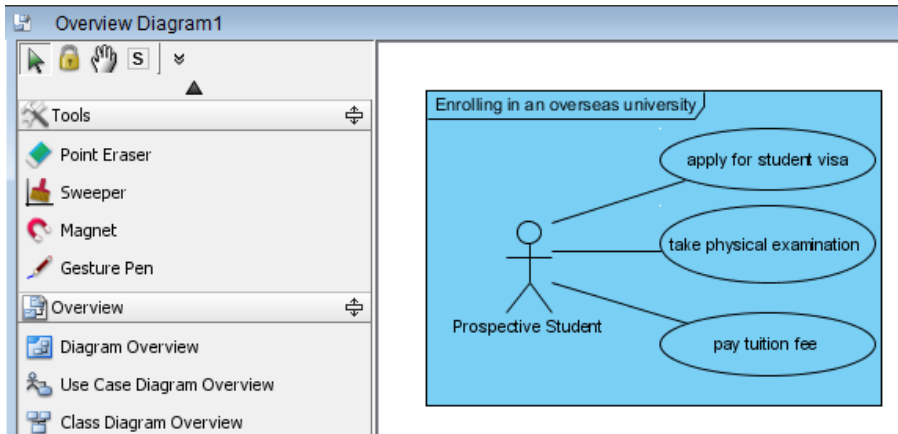 Overview Diagram1
S
Tools
Point Eraser
Sweeper
Magnet
Gesture Pen
Overview
Diagram Overview
Use Case Diagram Overview
Class Diagram Overview
Enrolling in an overseas university
apply for student visa
take physical examination
Prospective Student
pay tuition fee